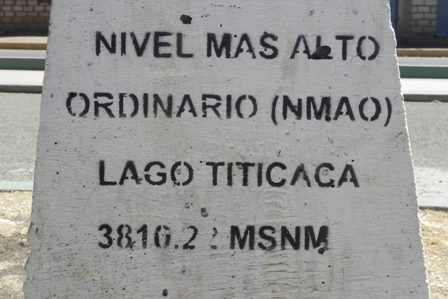 NIVEL MAS ALTO
ORDINARIO (NMAO)
LAGO TITICACA
MSNM